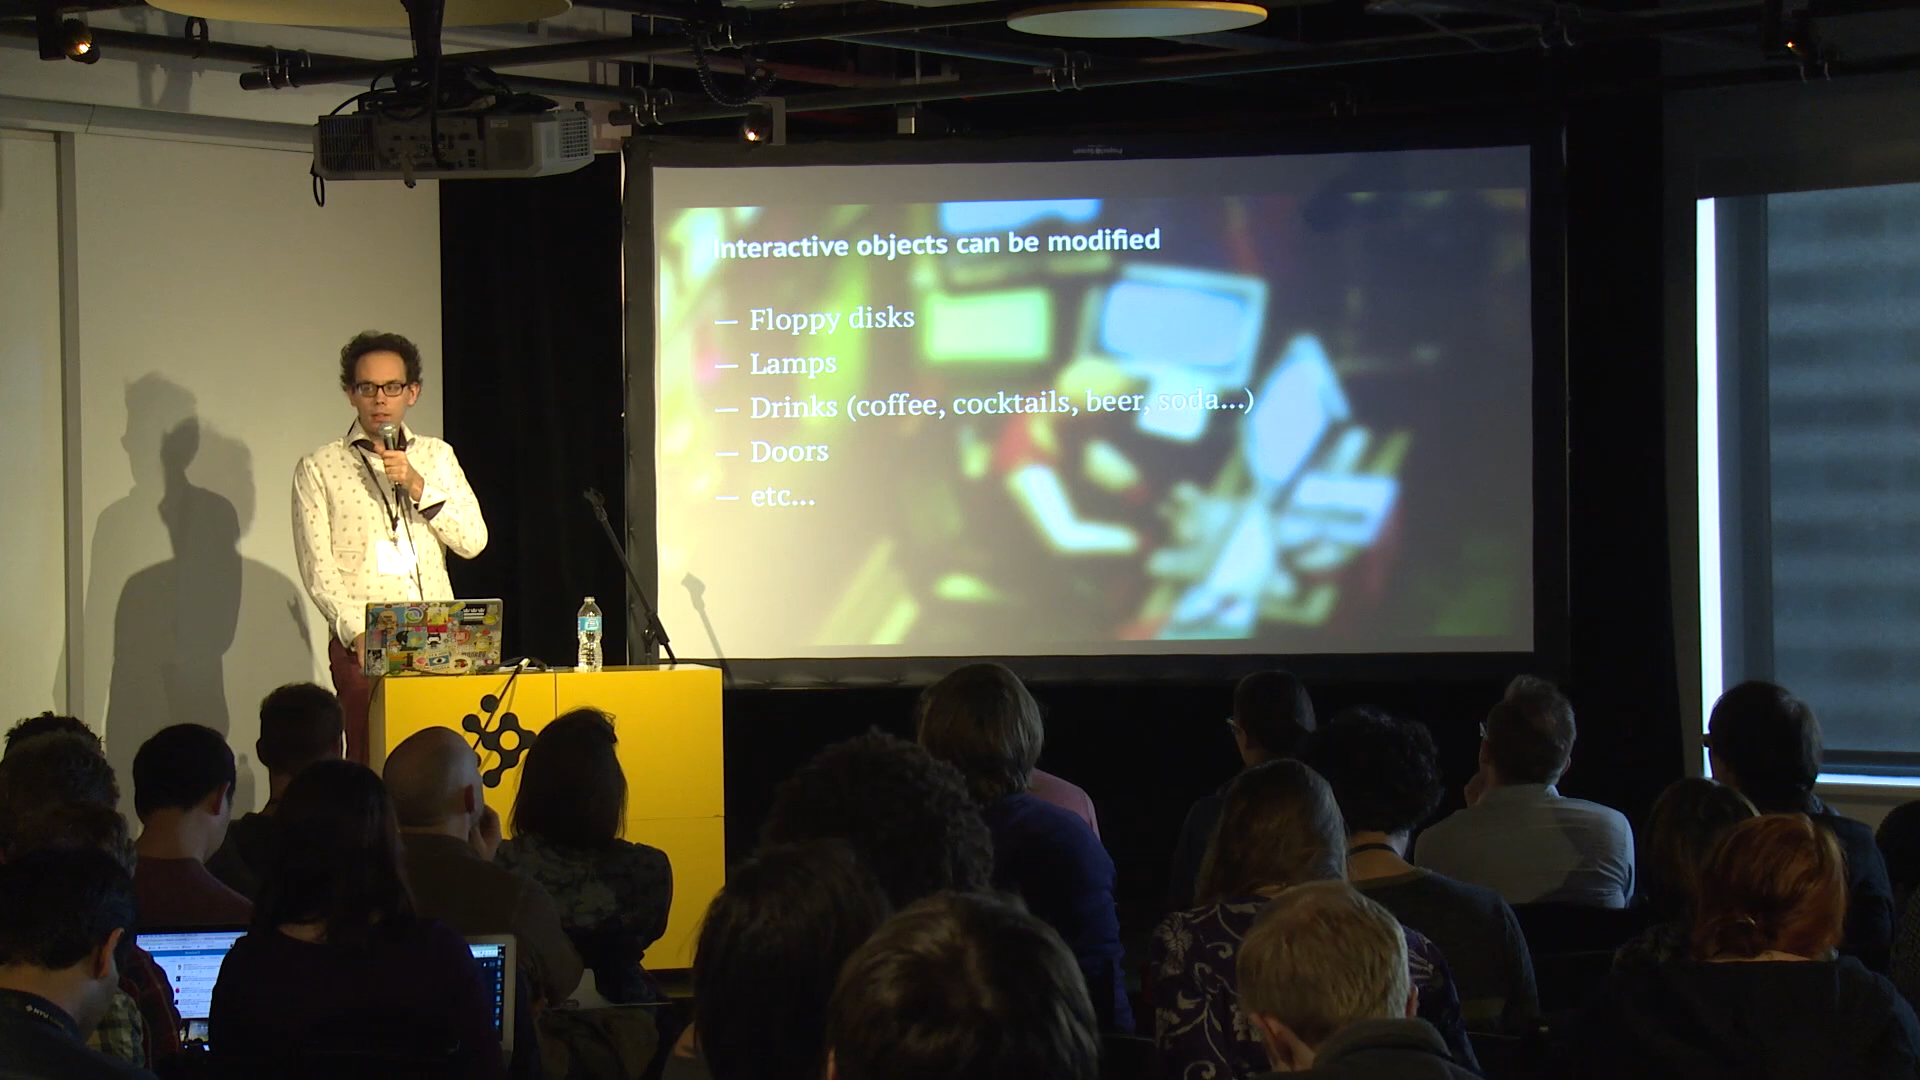 Interactive objects can be modified
— Floppy disks
— Lamps
— Drinks (coffee, cocktails, beer, soda...)
— Doors
— etc...